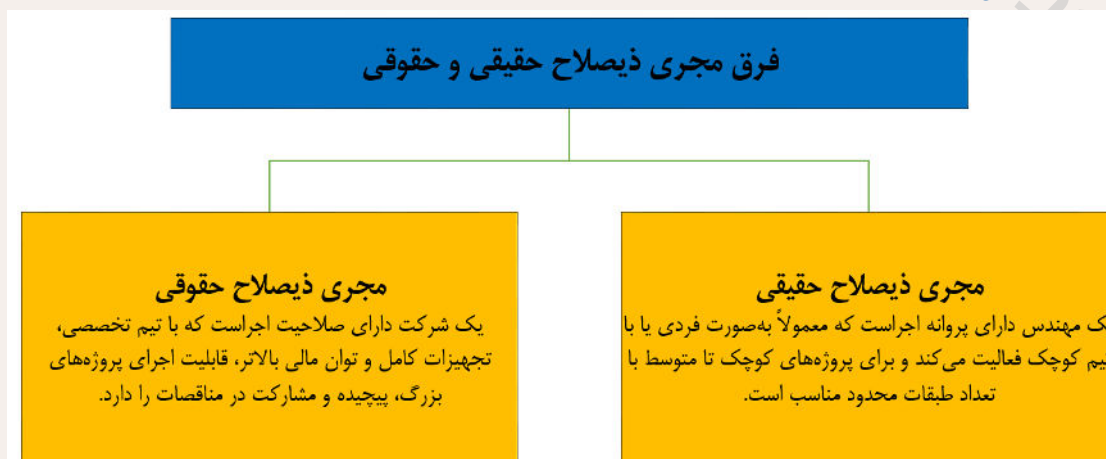 فرق مجری ذیصلاح حقیقی و حقوقی
مجری ذیصلاح حقیقی
ک مهندس دارای پروانه اجراست که معمولاً به‌صورت فردی یا با
یم کوچک فعالیت می‌کند و برای پروژه‌های کوچک تا متوسط با
تعداد طبقات محدود مناسب است.
مجری ذیصلاح حقوقی
یک شرکت دارای صلاحیت اجراست که با تیم تخصصی،
تجهیزات کامل و توان مالی بالاتر، قابلیت اجرای پروژه‌های
بزرگ، پیچیده و مشارکت در مناقصات را دارد.